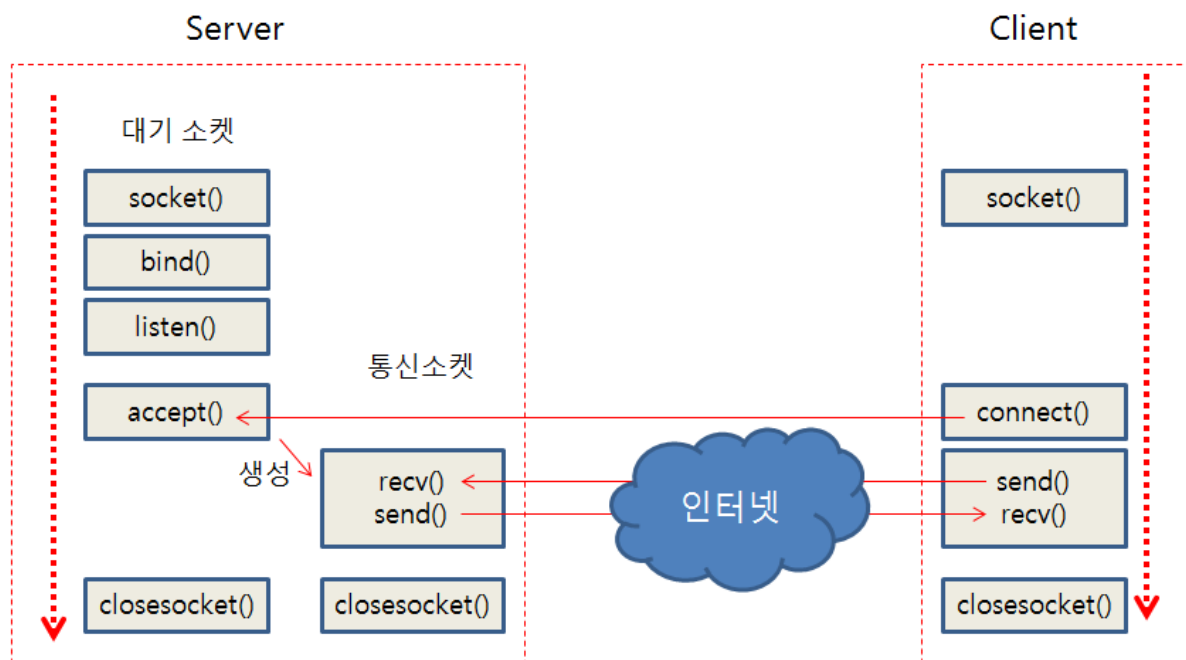 Server
Client
대기 소켓
socket()
socket()
bind()
listen()
통신소켓
accept()
connect()
생성
recv()
send()
인터넷
send()
recv()
closesocket()
closesocket()
closesocket()